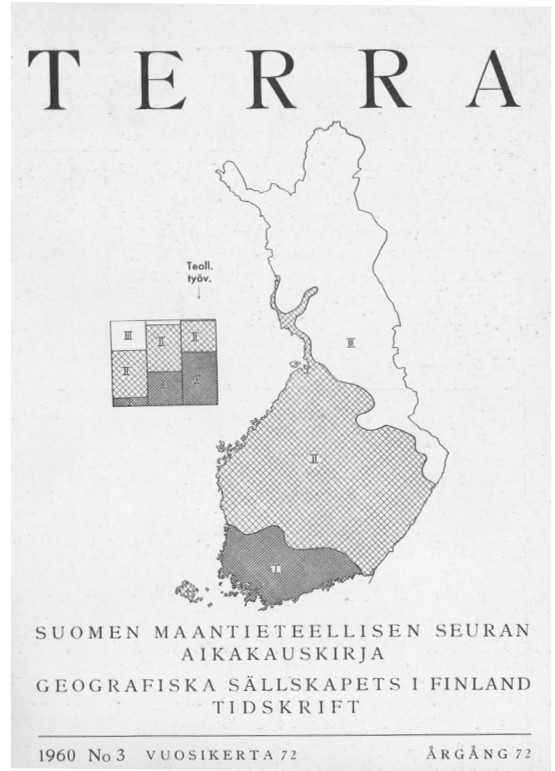 TERRA
Teoll.
työv.
III
II
II
II
I
I
I
III
II
I
SUOMEN MAANTIETEELLISEN SEURAN
AIKAKAUSKIRJA
GEOGRAFISKA SÄLLSKAPETS I FINLAND
TIDSKRIFT
1960 No 3 VUOSIKERTA 72 ÅRGÅNG 72